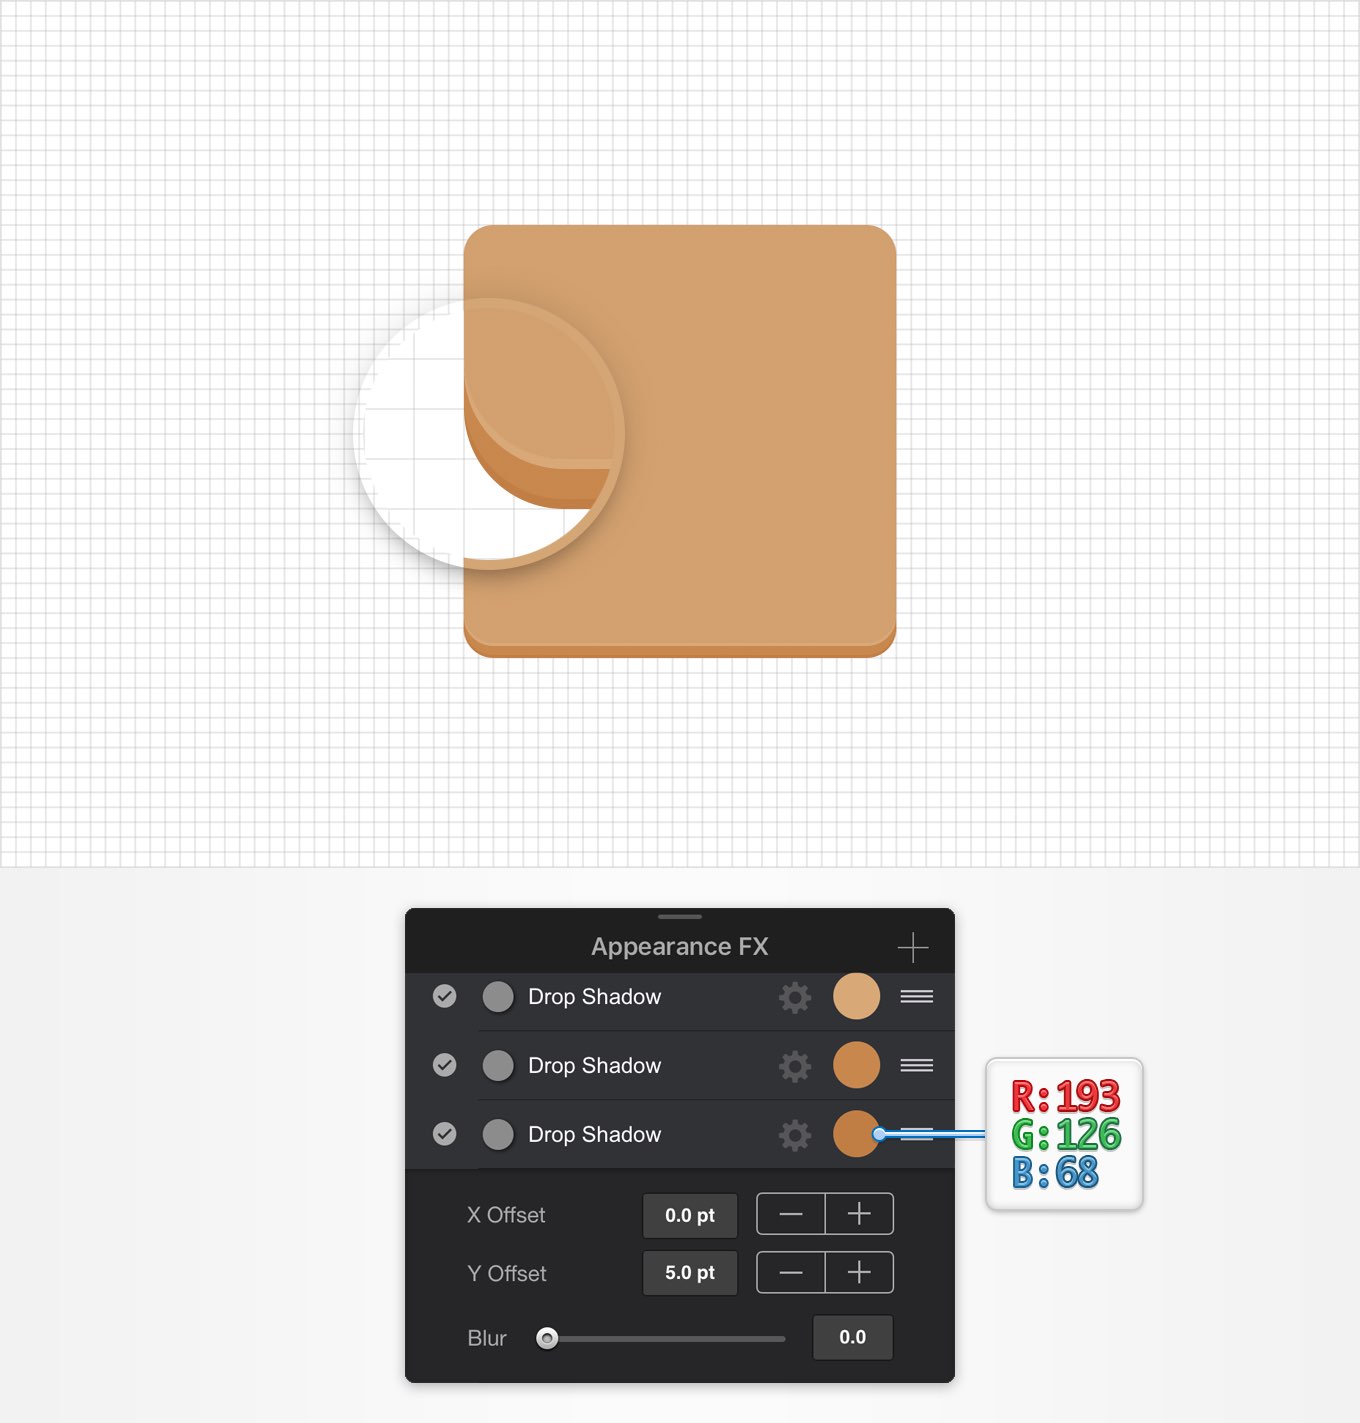 Appearance FX
Drop Shadow
Drop Shadow
Drop Shadow
R:193
G:126
B:68
X Offset 0.0 pt
Y Offset 5.0 pt
Blur 0.0